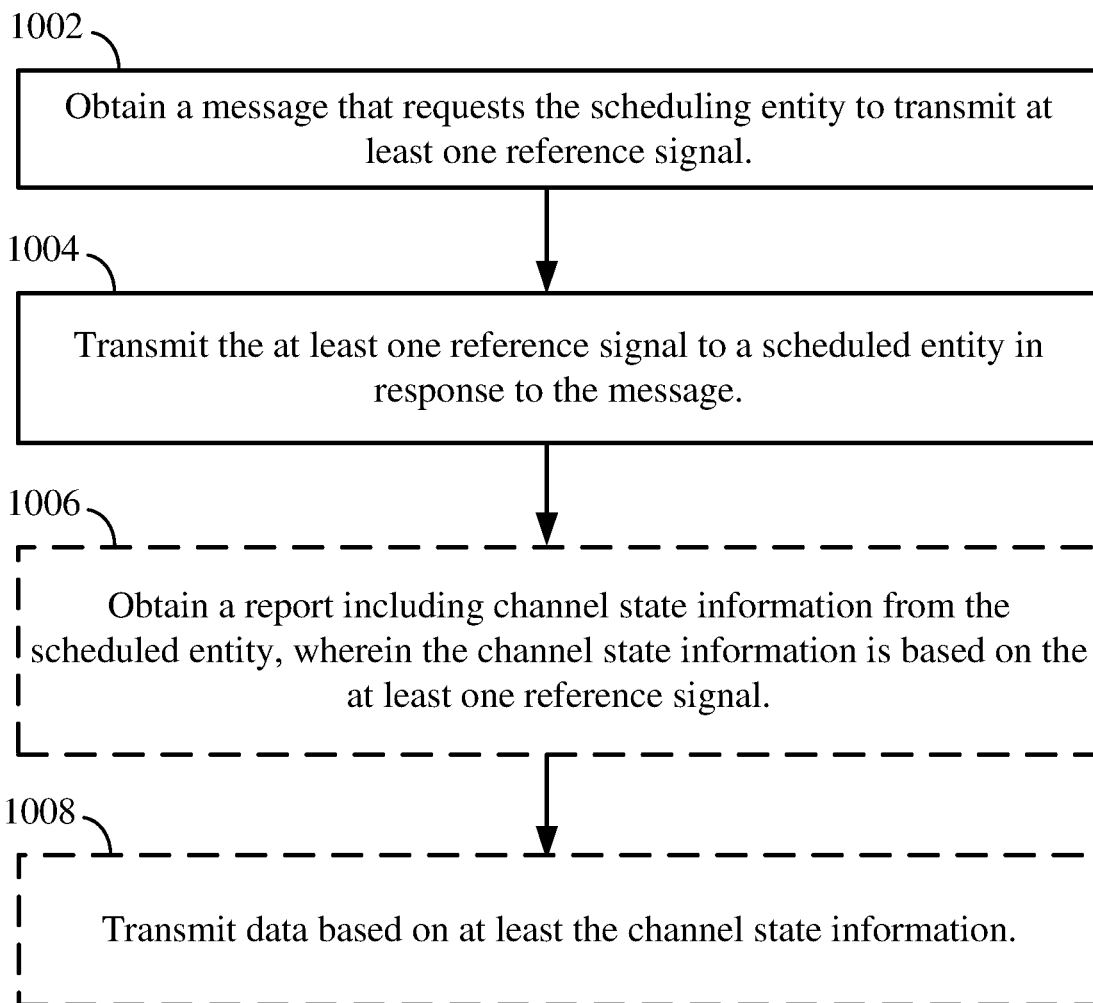 1002
Obtain a message that requests the scheduling entity to transmit at
least one reference signal.
1004
Transmit the at least one reference signal to a scheduled entity in
response to the message.
1006
Obtain a report including channel state information from the
scheduled entity, wherein the channel state information is based on the
at least one reference signal.
1008
Transmit data based on at least the channel state information.